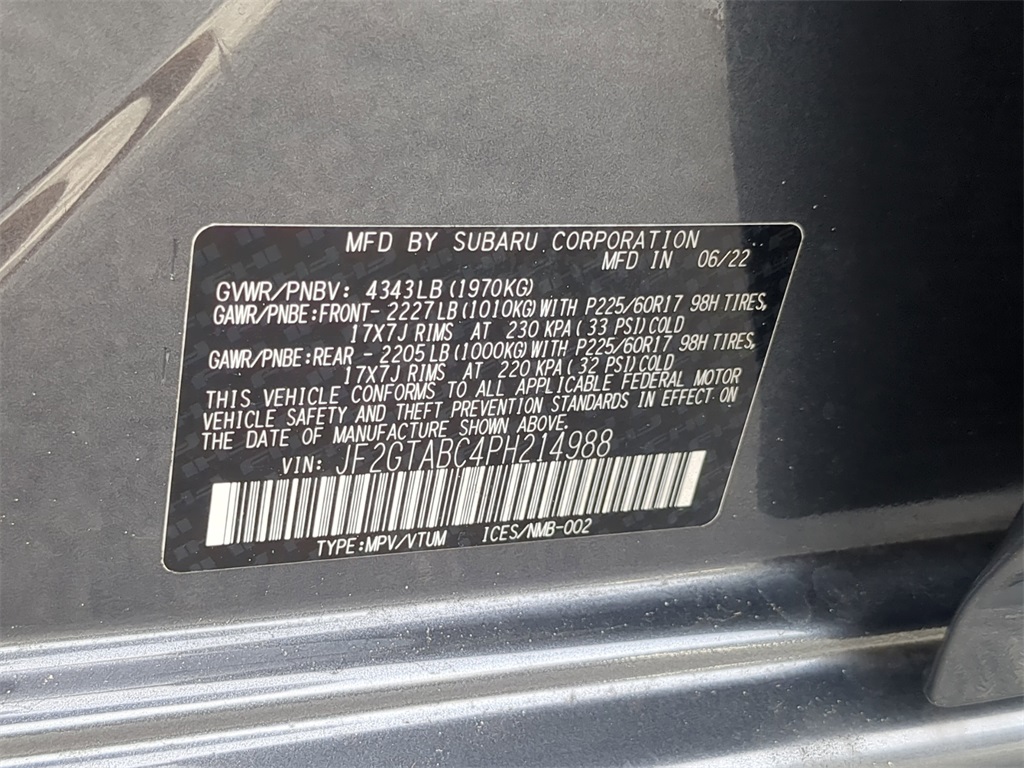 MFD BY SUBARU CORPORATION
MFD IN 06/22
GVWR/PNBV: 4343LB(1970KG)
GAWR/PNBE:FRONT- 2227LB(1010KG)WITH P225/60R17 98H TIRES,
17X7J RIMS AT 230 KPA(33 PSI)COLD
GAWR/PNBE:REAR - 2205LB(1000KG)WITH P225/60R17 98H TIRES,
17X7J RIMS AT 220 KPA(32 PSI)COLD
THIS VEHICLE CONFORMS TO ALL APPLICABLE FEDERAL MOTOR
VEHICLE SAFETY AND THEFT PREVENTION STANDARDS IN EFFECT ON
THE DATE OF MANUFACTURE SHOWN ABOVE.
VIN: JF2GTABC4PH214988
TYPE:MPV/VTUM ICES/NMB-002